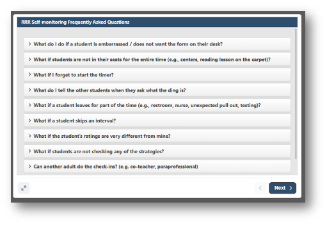 RRR Self-monitoring Frequently Asked Questions
> What do I do if a student is embarrassed / does not want the form on their desk?
> What if students are not in their seats for the entire time (e.g., centers, reading lesson on the carpet)?
> What if I forget to start the timer?
> What do I tell the other students when they ask what the ding is?
> What if a student leaves for part of the time (e.g., restroom, nurse, unexpected pull out, testing)?
> What if a student skips an interval?
> What if the student's ratings are very different from mine?
> What if students are not checking any of the strategies?
> Can another adult do the check-ins? (e.g. co-teacher, paraprofessional)
Next >